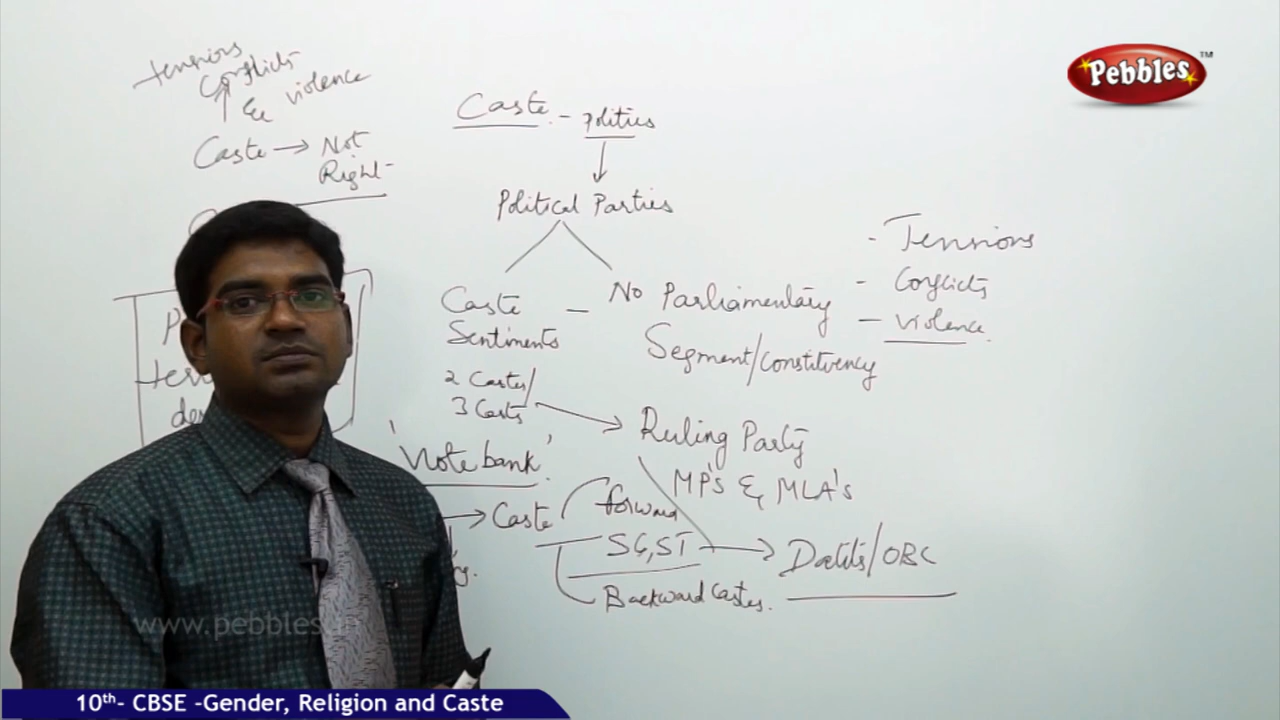 tensions
Conflicts
& violence
Caste → Not
Right
Caste - politics
Political Parties
Caste
Sentiments
- No Parliamentary
Segment/constituency
- Tensions
- Conflicts
- violence.
2 Castes/
3 Casts
Ruling Party
MP's & MLA's
'Vote bank'
Caste
forward
SC, ST → Dalits/OBC
Backward Castes.
Pebbles™
www.pebbles
10th- CBSE -Gender, Religion and Caste